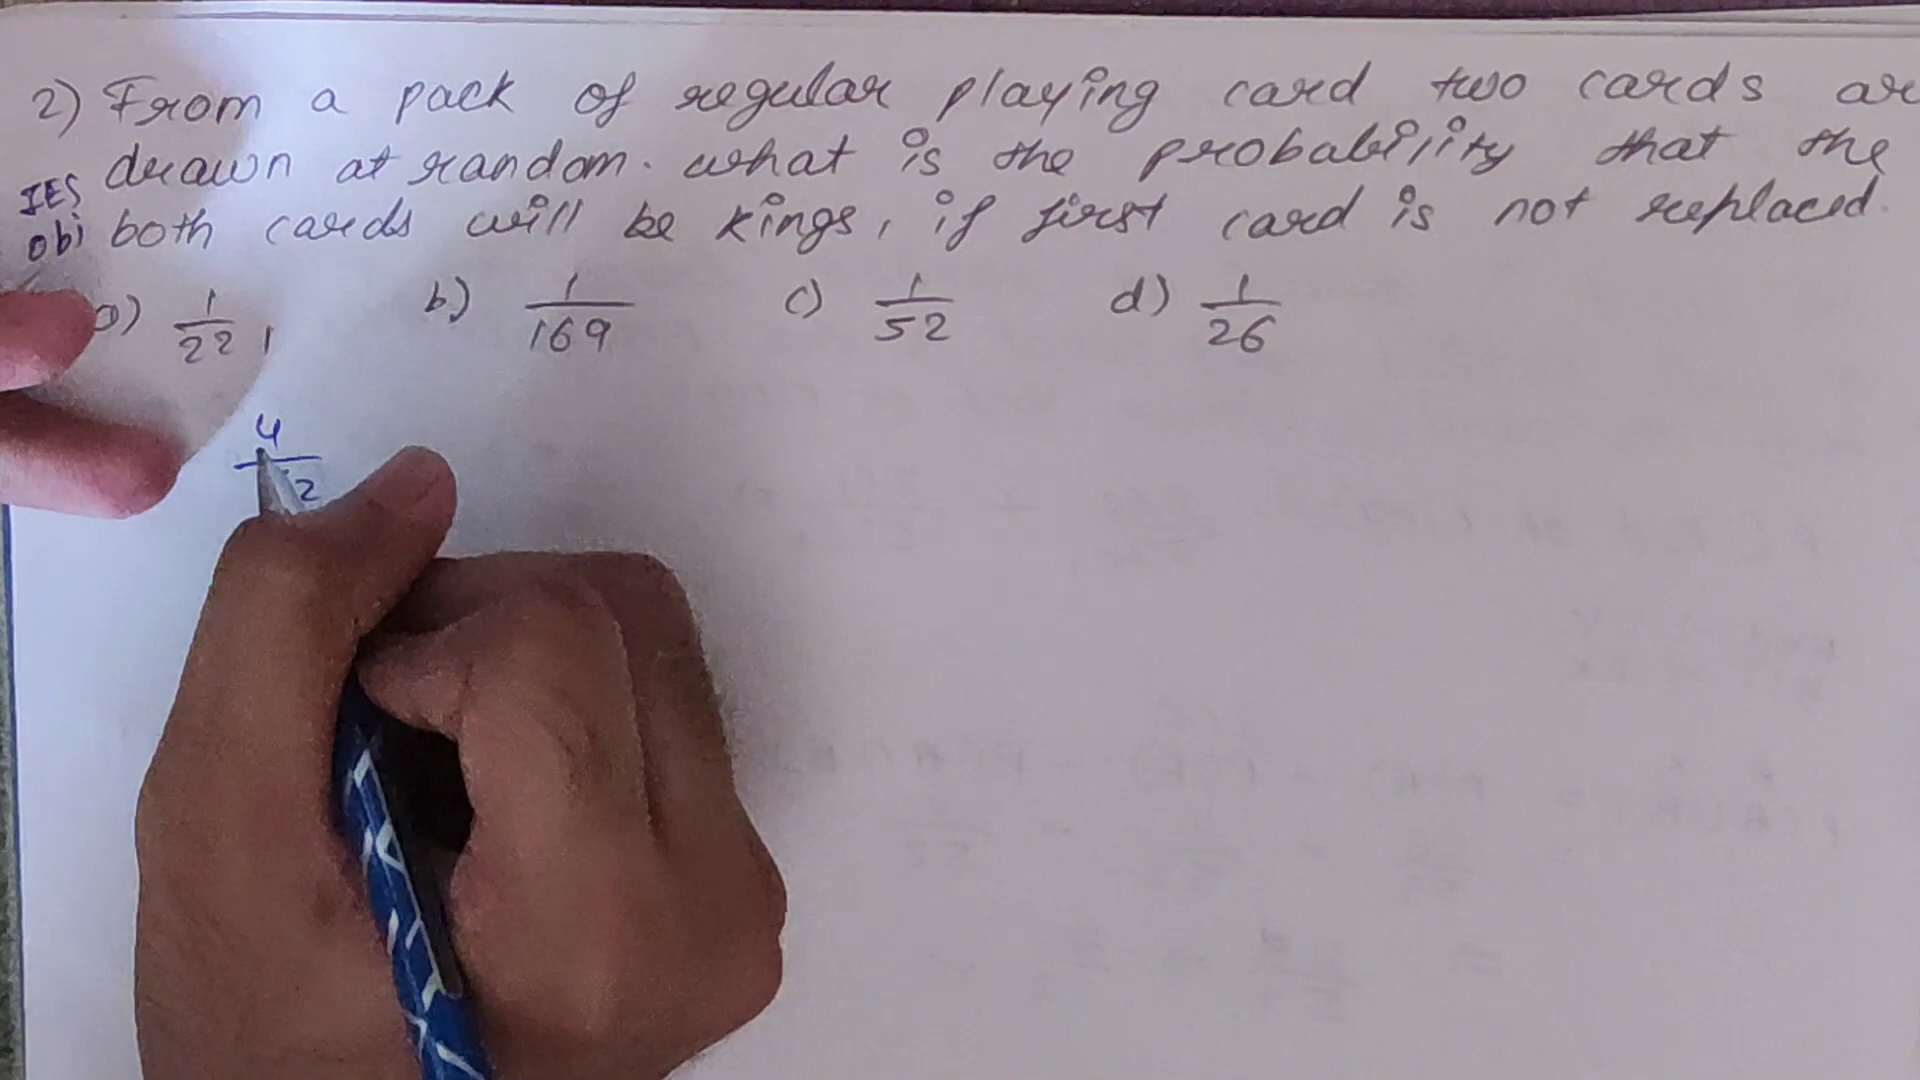 2) From a pack of regular playing card two cards ar
drawn at random. what is the probability that the
IES
obj both cards will be kings, if first card is not replaced.
a) 1/221 b) 1/169 c) 1/52 d) 1/26
4
2